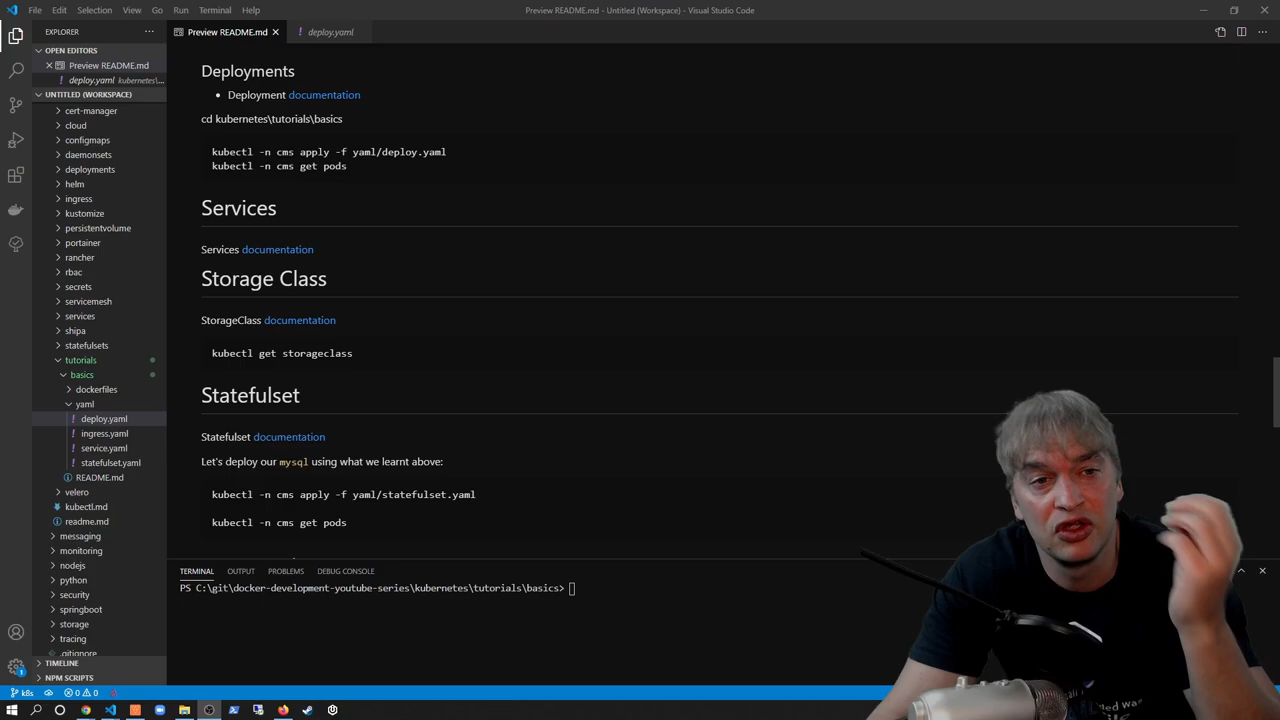 File Edit Selection View Go Run Terminal Help
Preview README.md - Untitled (Workspace) - Visual Studio Code
EXPLORER
OPEN EDITORS
Preview README.md
deploy.yaml kubernetes\...
UNTITLED (WORKSPACE)
cert-manager
cloud
configmaps
daemonsets
deployments
helm
ingress
kustomize
persistentvolume
portainer
rancher
rbac
secrets
servicemesh
services
shipa
statefulsets
tutorials
basics
dockerfiles
yaml
deploy.yaml
ingress.yaml
service.yaml
statefulset.yaml
README.md
velero
kubectl.md
readme.md
messaging
monitoring
nodejs
python
security
springboot
storage
tracing
.gitignore
TIMELINE
NPM SCRIPTS
Preview README.md
deploy.yaml
Deployments
Deployment documentation
cd kubernetes\tutorials\basics
kubectl -n cms apply -f yaml/deploy.yaml
kubectl -n cms get pods
Services
Services documentation
Storage Class
StorageClass documentation
kubectl get storageclass
Statefulset
Statefulset documentation
Let's deploy our mysql using what we learnt above:
kubectl -n cms apply -f yaml/statefulset.yaml
kubectl -n cms get pods
TERMINAL OUTPUT PROBLEMS DEBUG CONSOLE
PS C:\git\docker-development-youtube-series\kubernetes\tutorials\basics>
k8s 0 0
1